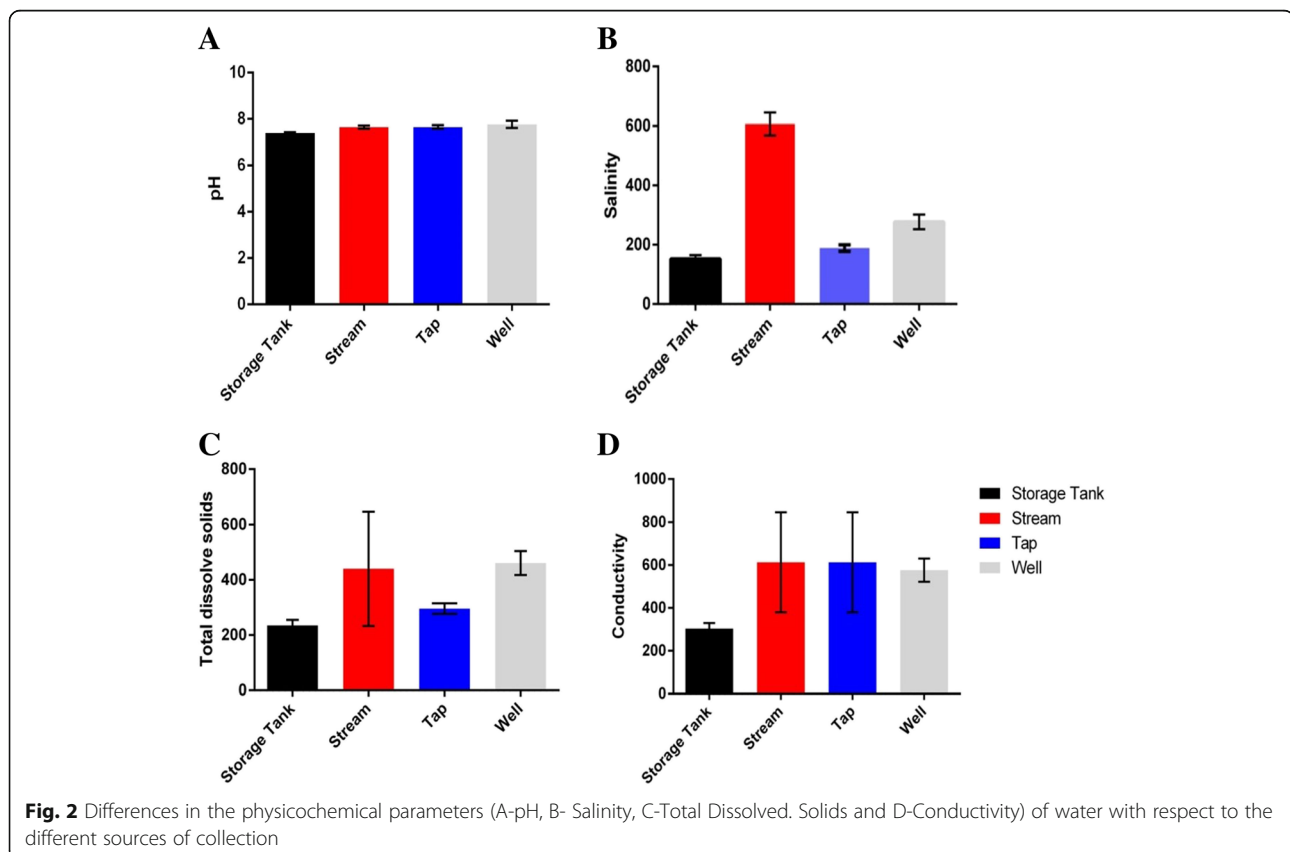 A
pH
10
8
6
4
2
0
Storage Tank
Stream
Tap
Well
B
Salinity
800
600
400
200
0
Storage Tank
Stream
Tap
Well
C
Total dissolve solids
800
600
400
200
0
Storage Tank
Stream
Tap
Well
D
Conductivity
1000
800
600
400
200
0
Storage Tank
Stream
Tap
Well
Storage Tank
Stream
Tap
Well
Fig. 2 Differences in the physicochemical parameters (A-pH, B- Salinity, C-Total Dissolved. Solids and D-Conductivity) of water with respect to the
different sources of collection